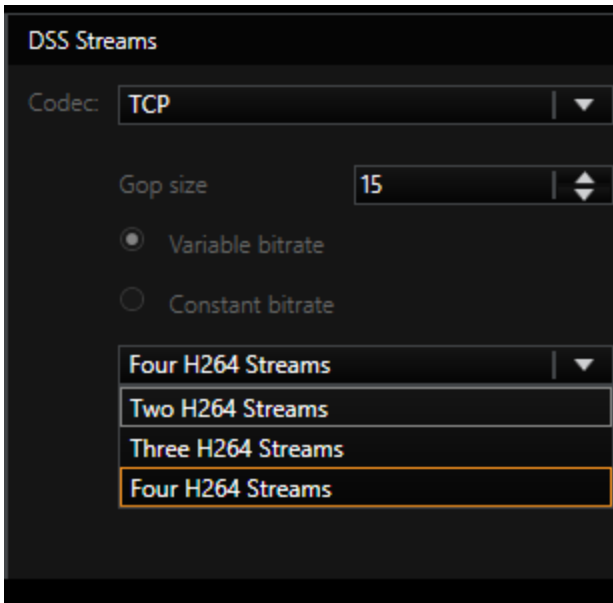 DSS Streams
Codec: TCP
Gop size 15
Variable bitrate
Constant bitrate
Four H264 Streams
Two H264 Streams
Three H264 Streams
Four H264 Streams